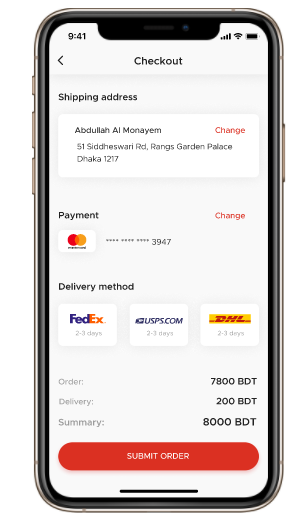 9:41
Checkout
Shipping address
Abdullah Al Monayem
Change
51 Siddheswari Rd, Rangs Garden Palace
Dhaka 1217
Payment
Change
mastercard
**** **** **** 3947
Delivery method
FedEx
USPS.COM
DHL
2-3 days
2-3 days
2-3 days
Order:
7800 BDT
Delivery:
200 BDT
Summary:
8000 BDT
SUBMIT ORDER